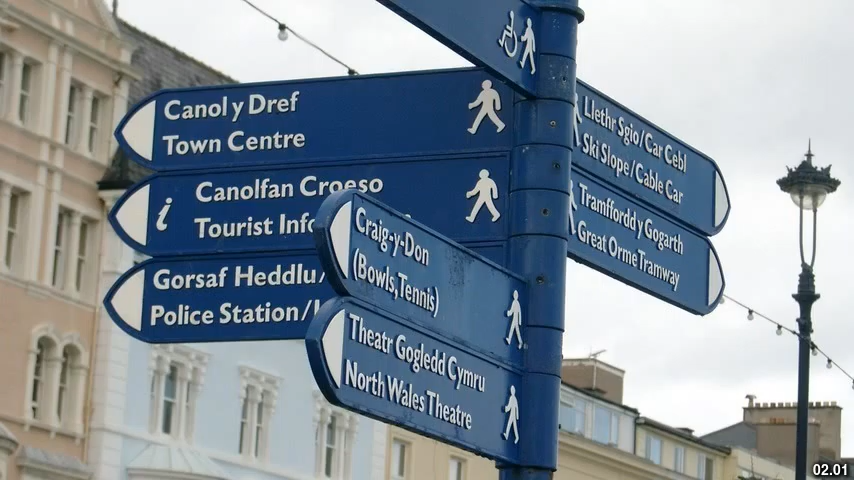 Canol y Dref
Town Centre
Canolfan Croeso
Tourist Info
Gorsaf Heddlu/
Police Station/
Craig-y-Don
(Bowls,Tennis)
Theatr Gogledd Cymru
North Wales Theatre
Llethr Sgio/Car Cebl
Ski Slope/Cable Car
Tramffordd y Gogarth
Great Orme Tramway
02.01